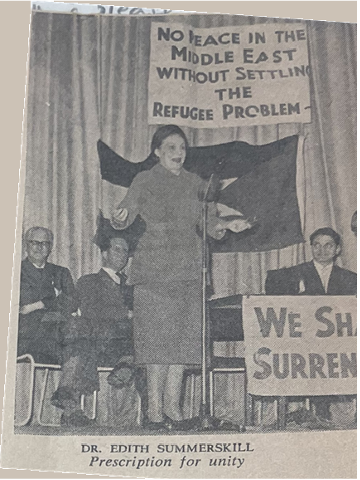 NO PEACE IN THE
MIDDLE EAST
WITHOUT SETTLING
THE
REFUGEE PROBLEM -
WE SHA
SURREN
DR. EDITH SUMMERSKILL
Prescription for unity